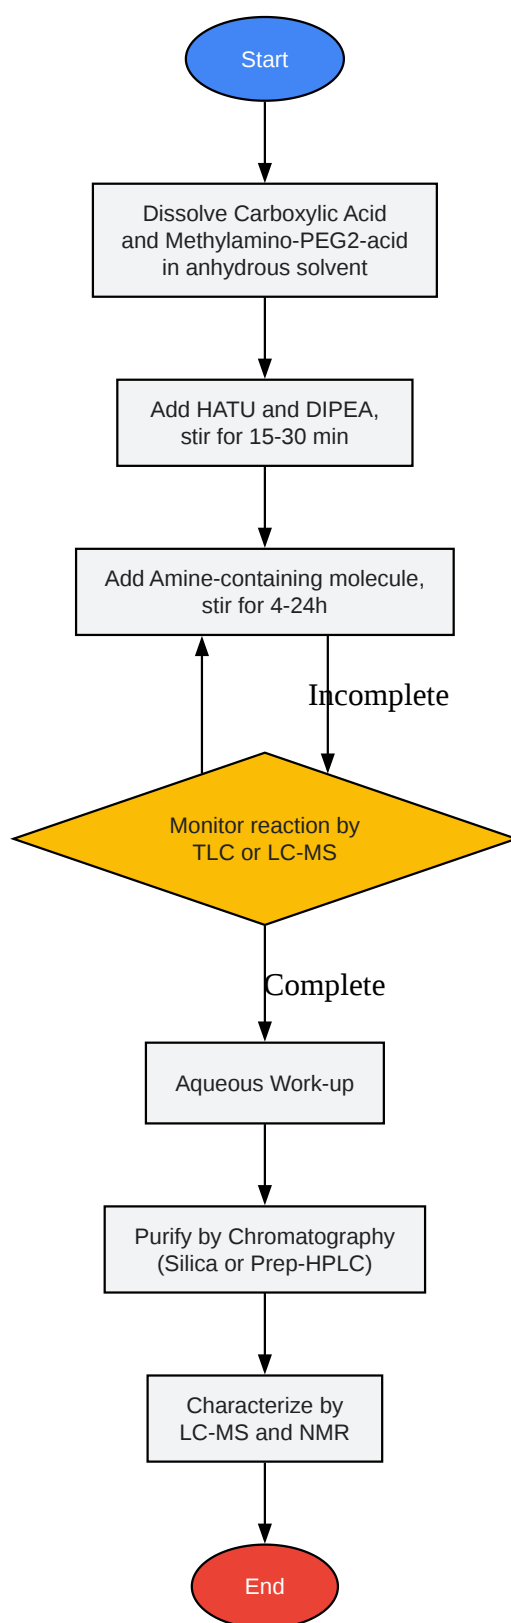 Start
Dissolve Carboxylic Acid
and Methylamino-PEG2-acid
in anhydrous solvent
Add HATU and DIPEA,
stir for 15-30 min
Add Amine-containing molecule,
stir for 4-24h
Incomplete
Monitor reaction by
TLC or LC-MS
Complete
Aqueous Work-up
Purify by Chromatography
(Silica or Prep-HPLC)
Characterize by
LC-MS and NMR
End